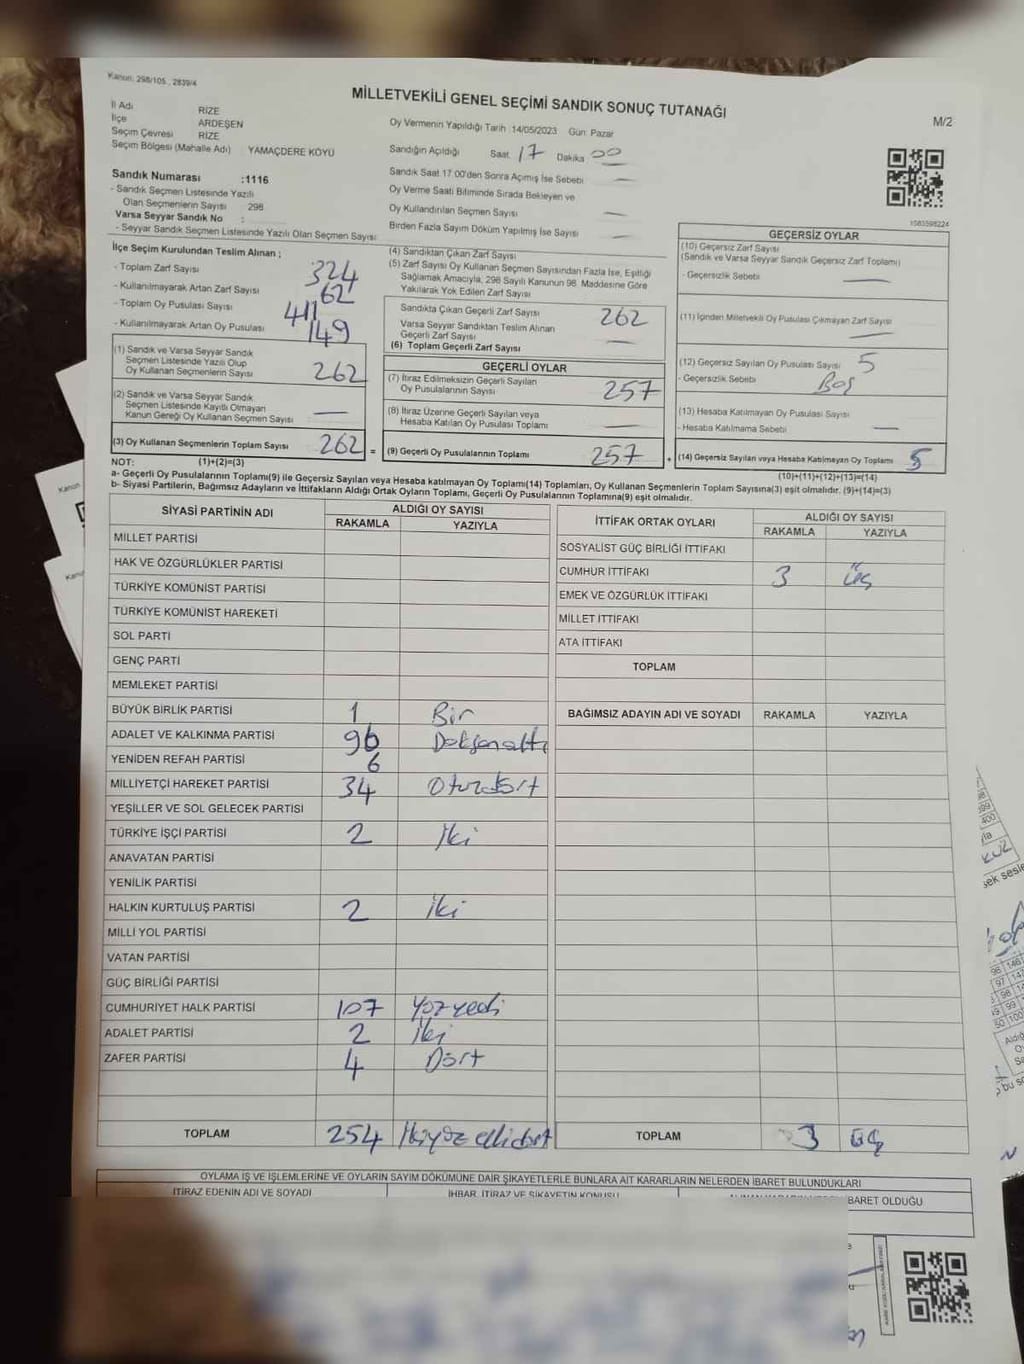 Kanun: 298/105, 2839/4
MİLLETVEKİLİ GENEL SEÇİMİ SANDIK SONUÇ TUTANAĞI
M/2
İl Adı RİZE
İlçe ARDEŞEN
Seçim Çevresi RİZE
Seçim Bölgesi (Mahalle Adı) YAMAÇDERE KÖYÜ
Sandık Numarası :1116
- Sandık Seçmen Listesinde Yazılı
Olan Seçmenlerin Sayısı 298
Varsa Seyyar Sandık No :
- Seyyar Sandık Seçmen Listesinde Yazılı Olan Seçmen Sayısı:
Oy Vermenin Yapıldığı Tarih :14/05/2023 Gün: Pazar
Sandığın Açıldığı Saat 17 Dakika 00
Sandık Saat 17.00'den Sonra Açılmış İse Sebebi —
Oy Verme Saati Bitiminde Sırada Bekleyen ve
Oy Kullandırılan Seçmen Sayısı —
Birden Fazla Sayım Döküm Yapılmış İse Sayısı —
1583598224
İlçe Seçim Kurulundan Teslim Alınan ;
- Toplam Zarf Sayısı 324
- Kullanılmayarak Artan Zarf Sayısı 62
- Toplam Oy Pusulası Sayısı 411
- Kullanılmayarak Artan Oy Pusulası 149
(1) Sandık ve Varsa Seyyar Sandık
Seçmen Listesinde Yazılı Olup
Oy Kullanan Seçmenlerin Sayısı 262
(2) Sandık ve Varsa Seyyar Sandık
Seçmen Listesinde Kayıtlı Olmayan
Kanun Gereği Oy Kullanan Seçmen Sayısı —
(3) Oy Kullanan Seçmenlerin Toplam Sayısı 262 =
(4) Sandıktan Çıkan Zarf Sayısı
(5) Zarf Sayısı Oy Kullanan Seçmen Sayısından Fazla İse, Eşitliği
Sağlamak Amacıyla, 298 Sayılı Kanunun 98. Maddesine Göre
Yakılarak Yok Edilen Zarf Sayısı
Sandıkta Çıkan Geçerli Zarf Sayısı 262
Varsa Seyyar Sandıktan Teslim Alınan
Geçerli Zarf Sayısı
(6) Toplam Geçerli Zarf Sayısı
GEÇERLİ OYLAR
(7) İtiraz Edilmeksizin Geçerli Sayılan
Oy Pusulalarının Sayısı 257
(8) İtiraz Üzerine Geçerli Sayılan veya
Hesaba Katılan Oy Pusulası Toplamı —
(9) Geçerli Oy Pusulalarının Toplamı 257 +
GEÇERSİZ OYLAR
(10) Geçersiz Zarf Sayısı
(Sandık ve Varsa Seyyar Sandık Geçersiz Zarf Toplamı)
- Geçersizlik Sebebi —
(11) İçinden Milletvekili Oy Pusulası Çıkmayan Zarf Sayısı —
(12) Geçersiz Sayılan Oy Pusulası Sayısı 5
- Geçersizlik Sebebi Boş
(13) Hesaba Katılmayan Oy Pusulası Sayısı
- Hesaba Katılmama Sebebi —
(14) Geçersiz Sayılan veya Hesaba Katılmayan Oy Toplamı 5
NOT: (1)+(2)=(3) (10)+(11)+(12)+(13)=(14)
a- Geçerli Oy Pusulalarının Toplamı(9) ile Geçersiz Sayılan veya Hesaba katılmayan Oy Toplamı(14) Toplamları, Oy Kullanan Seçmenlerin Toplam Sayısına(3) eşit olmalıdır. (9)+(14)=(3)
b- Siyasi Partilerin, Bağımsız Adayların ve İttifakların Aldığı Ortak Oyların Toplamı, Geçerli Oy Pusulalarının Toplamına(9) eşit olmalıdır.
SİYASİ PARTİNİN ADI ALDIĞI OY SAYISI
RAKAMLA YAZIYLA
MİLLET PARTİSİ
HAK VE ÖZGÜRLÜKLER PARTİSİ
TÜRKİYE KOMÜNİST PARTİSİ
TÜRKİYE KOMÜNİST HAREKETİ
SOL PARTİ
GENÇ PARTİ
MEMLEKET PARTİSİ
BÜYÜK BİRLİK PARTİSİ 1 Bir
ADALET VE KALKINMA PARTİSİ 96 Doksanaltı
YENİDEN REFAH PARTİSİ 6
MİLLİYETÇİ HAREKET PARTİSİ 34 Otuzdört
YEŞİLLER VE SOL GELECEK PARTİSİ
TÜRKİYE İŞÇİ PARTİSİ 2 İki
ANAVATAN PARTİSİ
YENİLİK PARTİSİ
HALKIN KURTULUŞ PARTİSİ 2 iki
MİLLİ YOL PARTİSİ
VATAN PARTİSİ
GÜÇ BİRLİĞİ PARTİSİ
CUMHURİYET HALK PARTİSİ 107 Yüzyedi
ADALET PARTİSİ 2 iki
ZAFER PARTİSİ 4 Dört
TOPLAM 254 İkiyüz ellidört
İTTİFAK ORTAK OYLARI ALDIĞI OY SAYISI
RAKAMLA YAZIYLA
SOSYALİST GÜÇ BİRLİĞİ İTTİFAKI
CUMHUR İTTİFAKI 3 Üç
EMEK VE ÖZGÜRLÜK İTTİFAKI
MİLLET İTTİFAKI
ATA İTTİFAKI
TOPLAM
BAĞIMSIZ ADAYIN ADI VE SOYADI RAKAMLA YAZIYLA
TOPLAM 3 Üç
OYLAMA İŞ VE İŞLEMLERİNE VE OYLARIN SAYIM DÖKÜMÜNE DAİR ŞİKAYETLERLE BUNLARA AİT KARARLARIN NELERDEN İBARET BULUNDUKLARI
İTİRAZ EDENİN ADI VE SOYADI İHBAR, İTİRAZ VE ŞİKAYETİN KONUSU
İBARET OLDUĞU